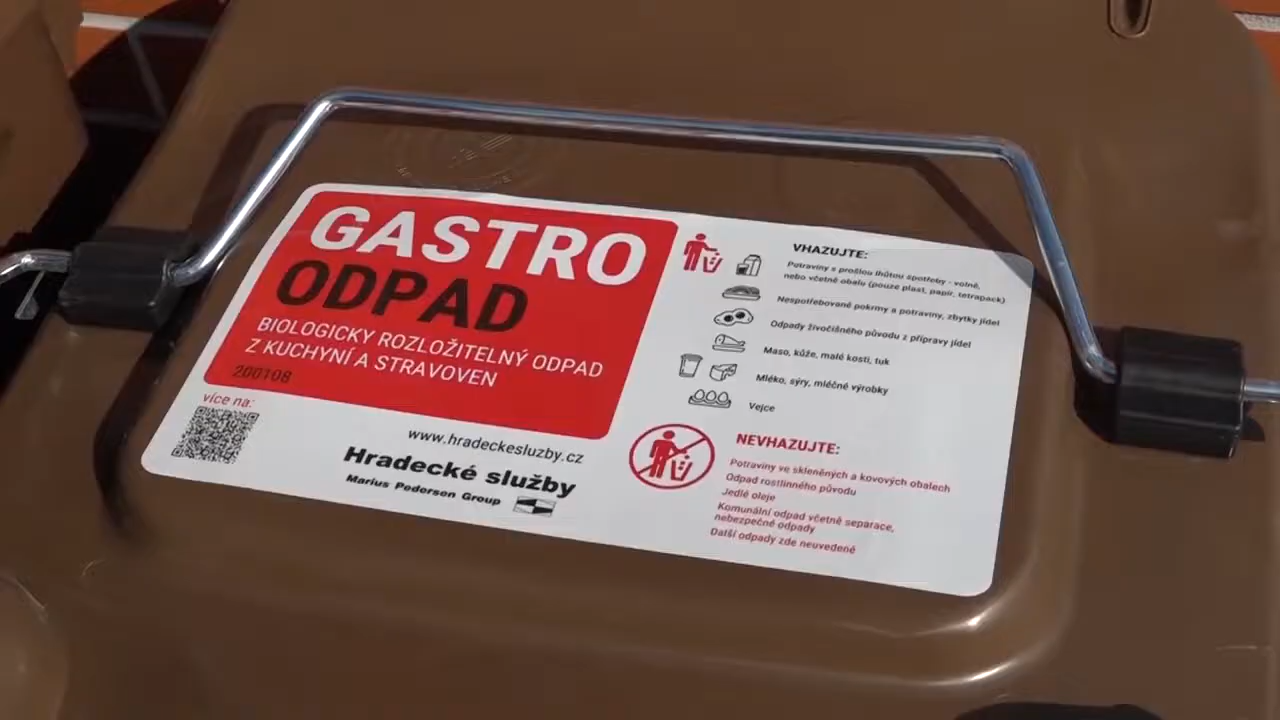 GASTRO
ODPAD
BIOLOGICKY ROZLOŽITELNÝ ODPAD
Z KUCHYNÍ A STRAVOVEN
200108
více na:
www.hradeckesluzby.cz
Hradecké služby
Marius Pedersen Group
VHAZUJTE:
Potraviny s prošlou lhůtou spotřeby - volně,
nebo včetně obalu (pouze plast, papír, tetrapack)
Nespotřebované pokrmy a potraviny, zbytky jídel
Odpady živočišného původu z přípravy jídel
Maso, kůže, malé kosti, tuk
Mléko, sýry, mléčné výrobky
Vejce
NEVHAZUJTE:
Potraviny ve skleněných a kovových obalech
Odpad rostlinného původu
Jedlé oleje
Komunální odpad včetně separace,
nebezpečné odpady
Další odpady zde neuvedené